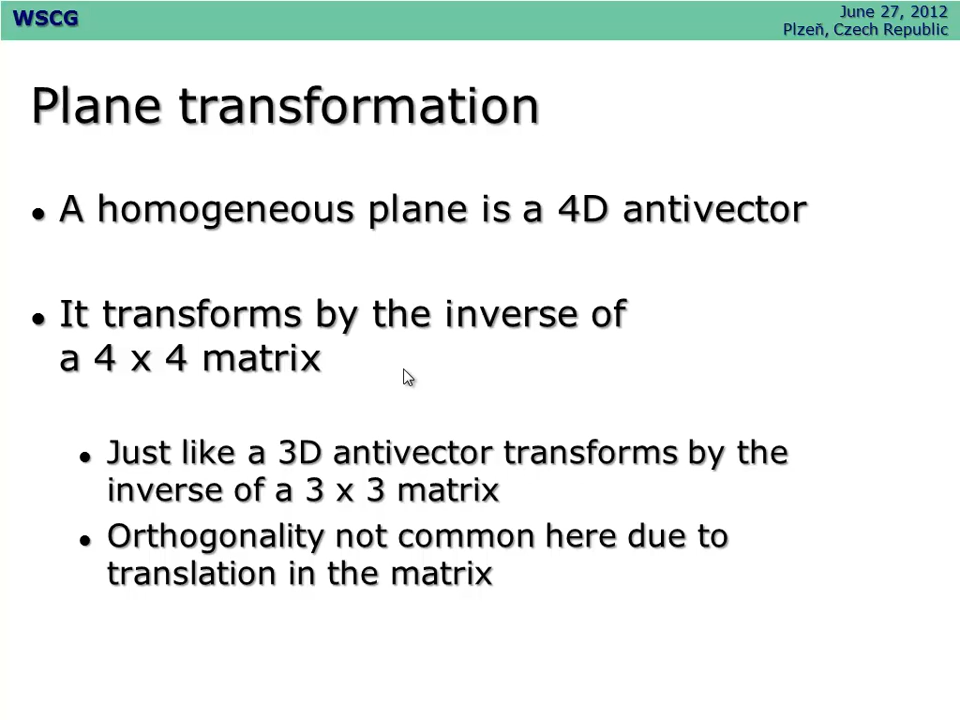 WSCG
June 27, 2012
Plzeň, Czech Republic
Plane transformation
A homogeneous plane is a 4D antivector
It transforms by the inverse of
a 4 x 4 matrix
Just like a 3D antivector transforms by the
inverse of a 3 x 3 matrix
Orthogonality not common here due to
translation in the matrix